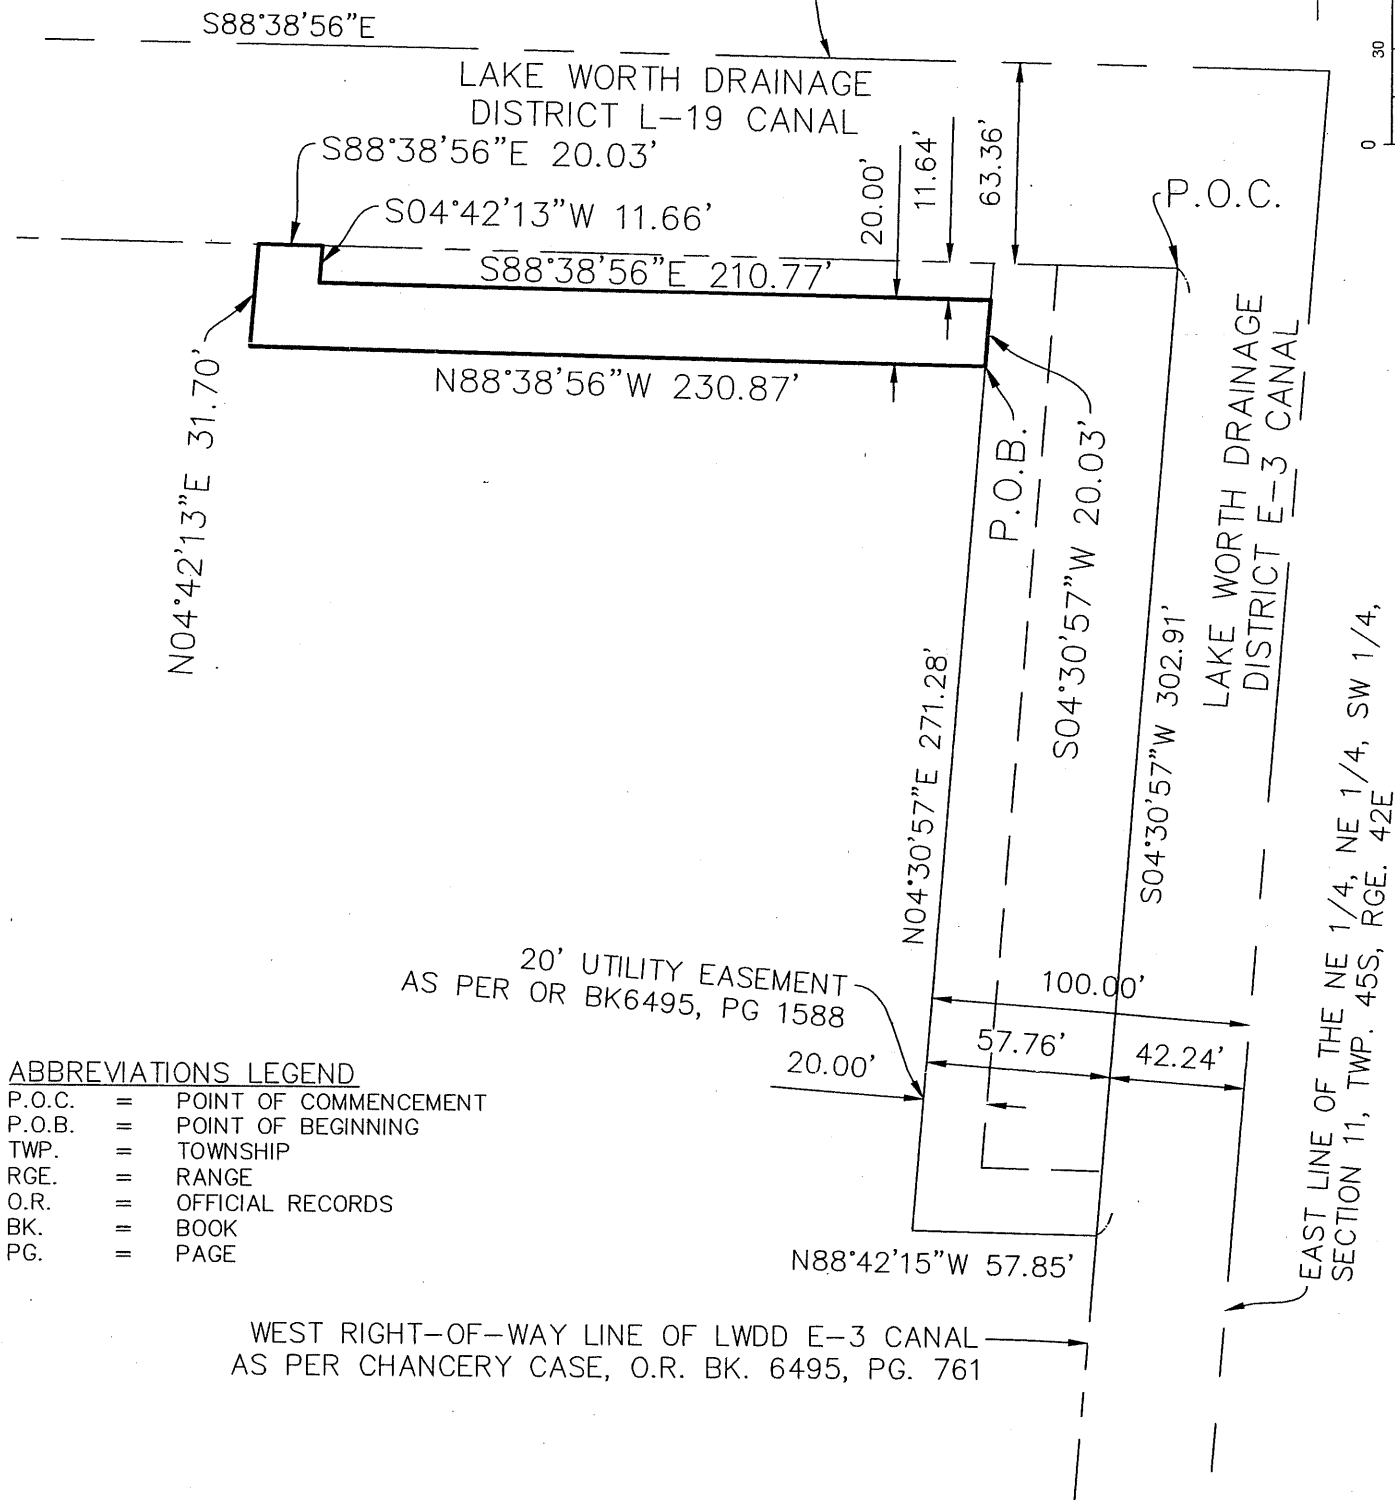 S88°38'56"E
LAKE WORTH DRAINAGE
DISTRICT L-19 CANAL
S88°38'56"E 20.03'
S04°42'13"W 11.66'
20.00'
11.64'
63.36'
30
0
P.O.C.
S88°38'56"E 210.77'
N04°42'13"E 31.70'
N88°38'56"W 230.87'
P.O.B.
S04°30'57"W 20.03'
LAKE WORTH DRAINAGE
DISTRICT E-3 CANAL
N04°30'57"E 271.28'
S04°30'57"W 302.91'
EAST LINE OF THE NE 1/4, NE 1/4, SW 1/4,
SECTION 11, TWP. 45S, RGE. 42E
20' UTILITY EASEMENT
AS PER OR BK6495, PG 1588
100.00'
57.76'
42.24'
20.00'
ABBREVIATIONS LEGEND
P.O.C. = POINT OF COMMENCEMENT
P.O.B. = POINT OF BEGINNING
TWP. = TOWNSHIP
RGE. = RANGE
O.R. = OFFICIAL RECORDS
BK. = BOOK
PG. = PAGE
N88°42'15"W 57.85'
WEST RIGHT-OF-WAY LINE OF LWDD E-3 CANAL
AS PER CHANCERY CASE, O.R. BK. 6495, PG. 761